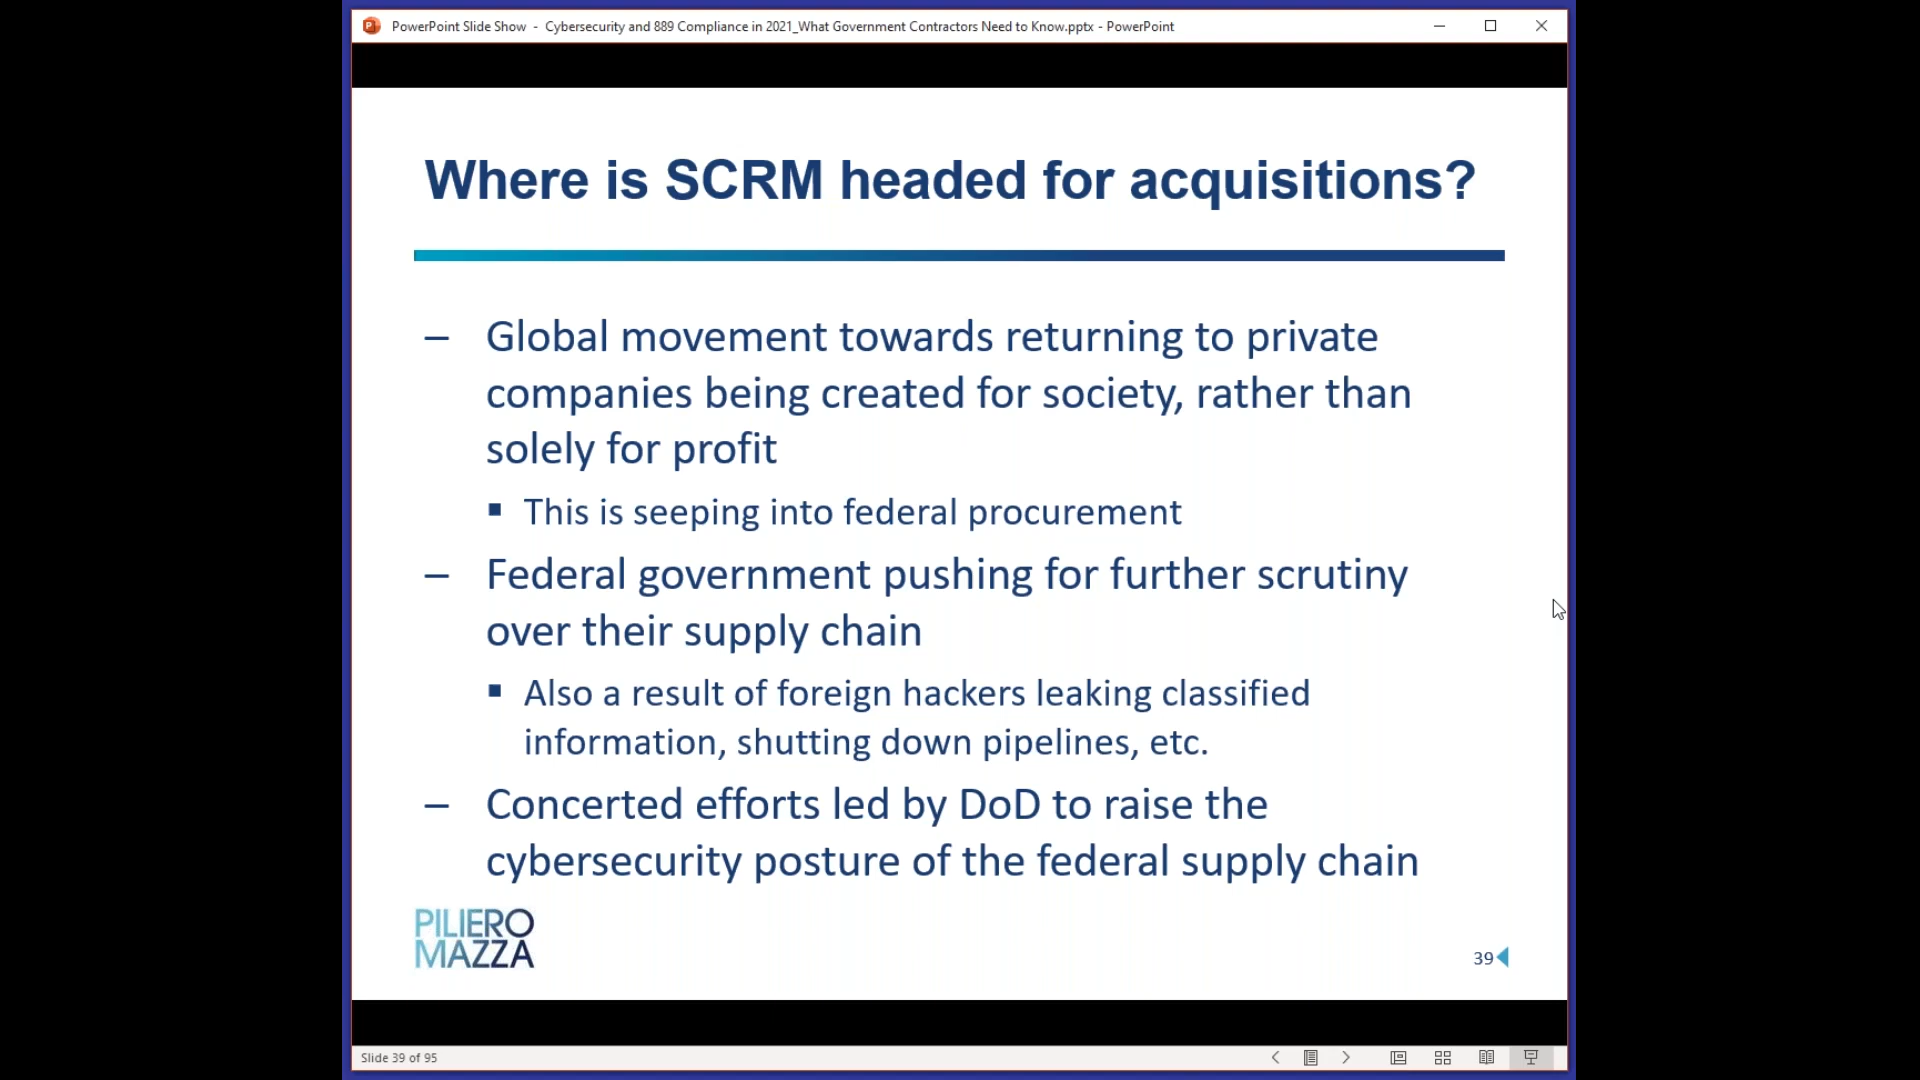 PowerPoint Slide Show - Cybersecurity and 889 Compliance in 2021_What Government Contractors Need to Know.pptx - PowerPoint
Where is SCRM headed for acquisitions?
– Global movement towards returning to private
companies being created for society, rather than
solely for profit
▪ This is seeping into federal procurement
– Federal government pushing for further scrutiny
over their supply chain
▪ Also a result of foreign hackers leaking classified
information, shutting down pipelines, etc.
– Concerted efforts led by DoD to raise the
cybersecurity posture of the federal supply chain
PILIERO
MAZZA
39
Slide 39 of 95